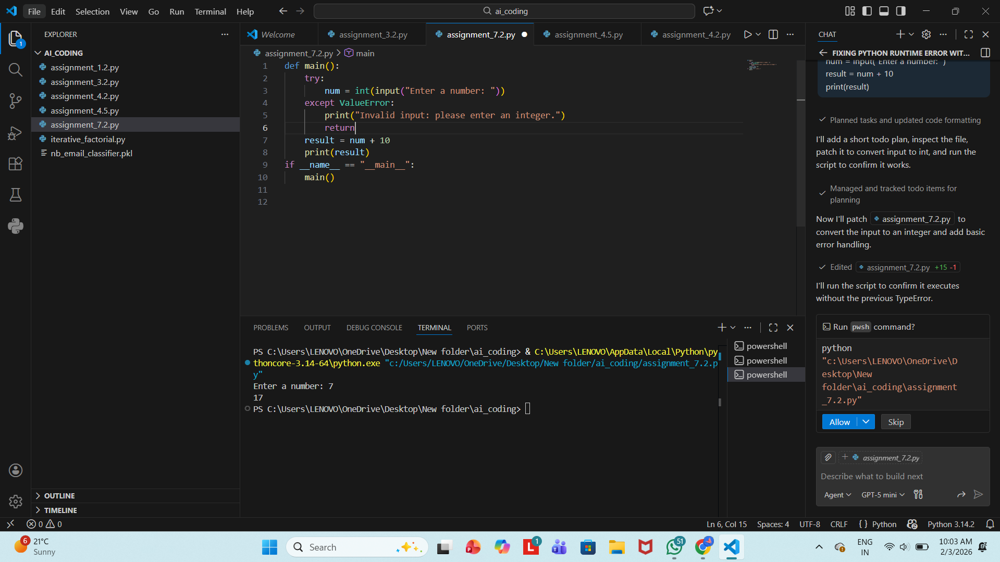 File Edit Selection View Go Run Terminal Help
ai_coding
EXPLORER
1
AI_CODING
assignment_1.2.py
assignment_3.2.py
assignment_4.2.py
assignment_4.5.py
assignment_7.2.py
iterative_factorial.py
nb_email_classifier.pkl
OUTLINE
TIMELINE
Welcome
assignment_3.2.py
assignment_7.2.py
assignment_4.5.py
assignment_4.2.py
assignment_7.2.py > main
1 def main():
2 try:
3 num = int(input("Enter a number: "))
4 except ValueError:
5 print("Invalid input: please enter an integer.")
6 return
7 result = num + 10
8 print(result)
9 if __name__ == "__main__":
10 main()
11
12
PROBLEMS OUTPUT DEBUG CONSOLE TERMINAL PORTS
PS C:\Users\LENOVO\OneDrive\Desktop\New folder\ai_coding> & C:\Users\LENOVO\AppData\Local\Python\py
thoncore-3.14-64\python.exe "c:/Users/LENOVO/OneDrive/Desktop/New folder/ai_coding/assignment_7.2.p
y"
Enter a number: 7
17
PS C:\Users\LENOVO\OneDrive\Desktop\New folder\ai_coding>
powershell
powershell
powershell
CHAT
FIXING PYTHON RUNTIME ERROR WIT...
num = input("Enter a number: ")
result = num + 10
print(result)
Planned tasks and updated code formatting
I'll add a short todo plan, inspect the file,
patch it to convert input to int, and run the
script to confirm it works.
Managed and tracked todo items for
planning
Now I'll patch assignment_7.2.py to
convert the input to an integer and add basic
error handling.
Edited assignment_7.2.py +15 -1
I'll run the script to confirm it executes
without the previous TypeError.
Run pwsh command?
python
"c:\Users\LENOVO\OneDrive\D
esktop\New
folder\ai_coding\assignment
_7.2.py"
Allow Skip
assignment_7.2.py
Describe what to build next
Agent GPT-5 mini
0 0
Ln 6, Col 15 Spaces: 4 UTF-8 CRLF { } Python Python 3.14.2
6
21°C
Sunny
Search
1
51
ENG
IN
10:03 AM
2/3/2026